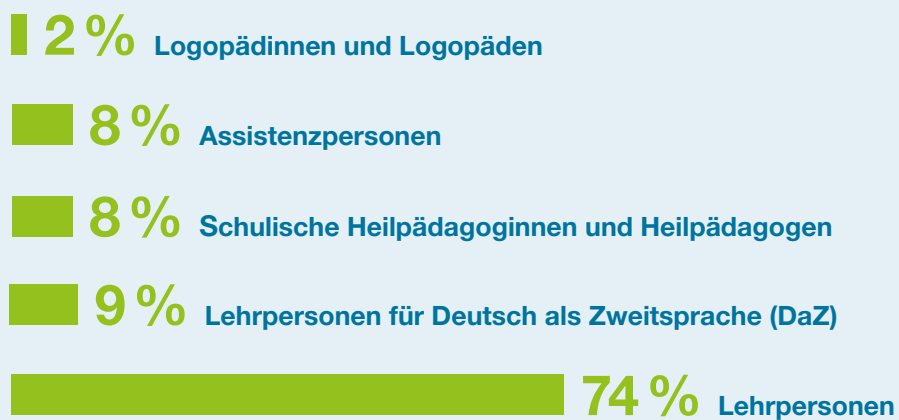 2 % Logopädinnen und Logopäden
8 % Assistenzpersonen
8 % Schulische Heilpädagoginnen und Heilpädagogen
9 % Lehrpersonen für Deutsch als Zweitsprache (DaZ)
74 % Lehrpersonen